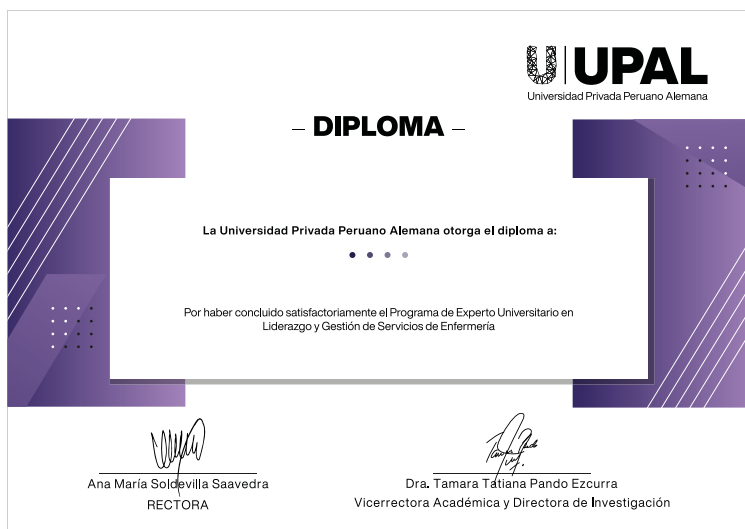 UPAL
Universidad Privada Peruano Alemana
– DIPLOMA –
La Universidad Privada Peruano Alemana otorga el diploma a:
Por haber concluido satisfactoriamente el Programa de Experto Universitario en
Liderazgo y Gestión de Servicios de Enfermería
Ana María Soldevilla Saavedra
RECTORA
Dra. Tamara Tatiana Pando Ezcurra
Vicerrectora Académica y Directora de Investigación